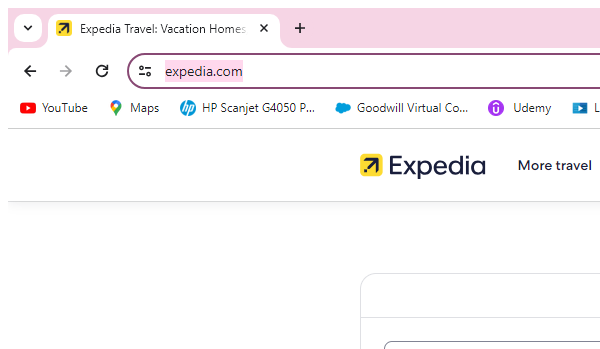 Expedia Travel: Vacation Homes
expedia.com
YouTube Maps HP Scanjet G4050 P... Goodwill Virtual Co... Udemy L
Expedia More travel